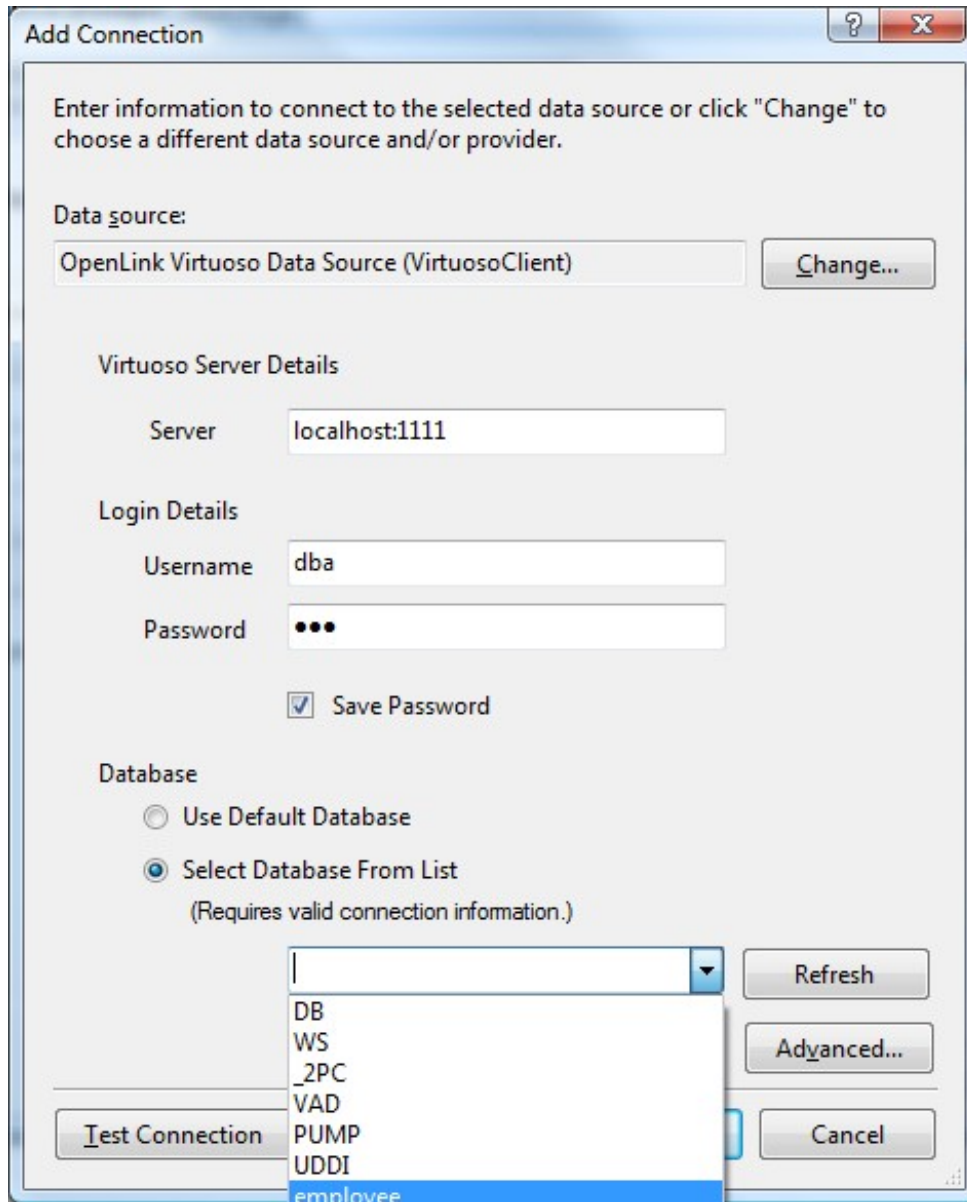 Add Connection
Enter information to connect to the selected data source or click "Change" to
choose a different data source and/or provider.
Data source:
OpenLink Virtuoso Data Source (VirtuosoClient)
Change...
Virtuoso Server Details
Server
localhost:1111
Login Details
Username
dba
Password
●●●
Save Password
Database
Use Default Database
Select Database From List
(Requires valid connection information.)
Refresh
DB
WS
_2PC
VAD
PUMP
UDDI
employee
Advanced...
Test Connection
Cancel